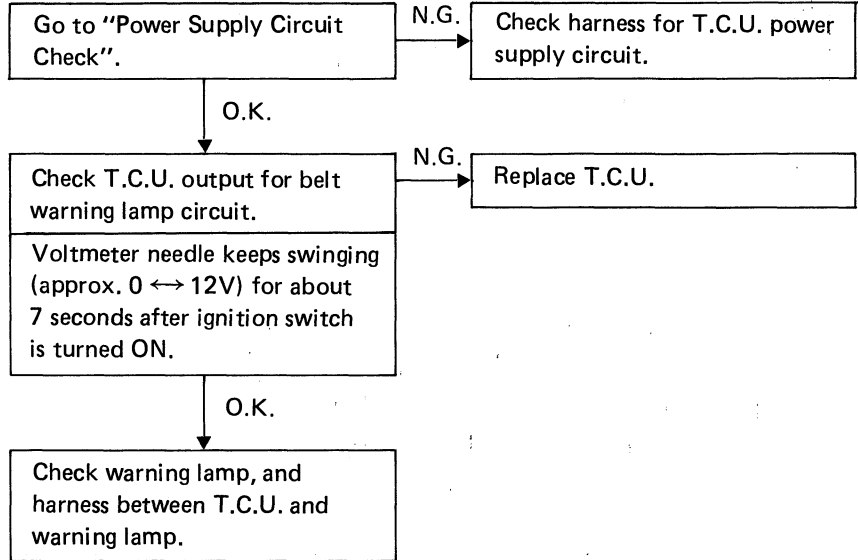 Go to "Power Supply Circuit
Check".
N.G.
Check harness for T.C.U. power
supply circuit.
O.K.
Check T.C.U. output for belt
warning lamp circuit.
N.G.
Replace T.C.U.
Voltmeter needle keeps swinging
(approx. 0 ↔ 12V) for about
7 seconds after ignition switch
is turned ON.
O.K.
Check warning lamp, and
harness between T.C.U. and
warning lamp.